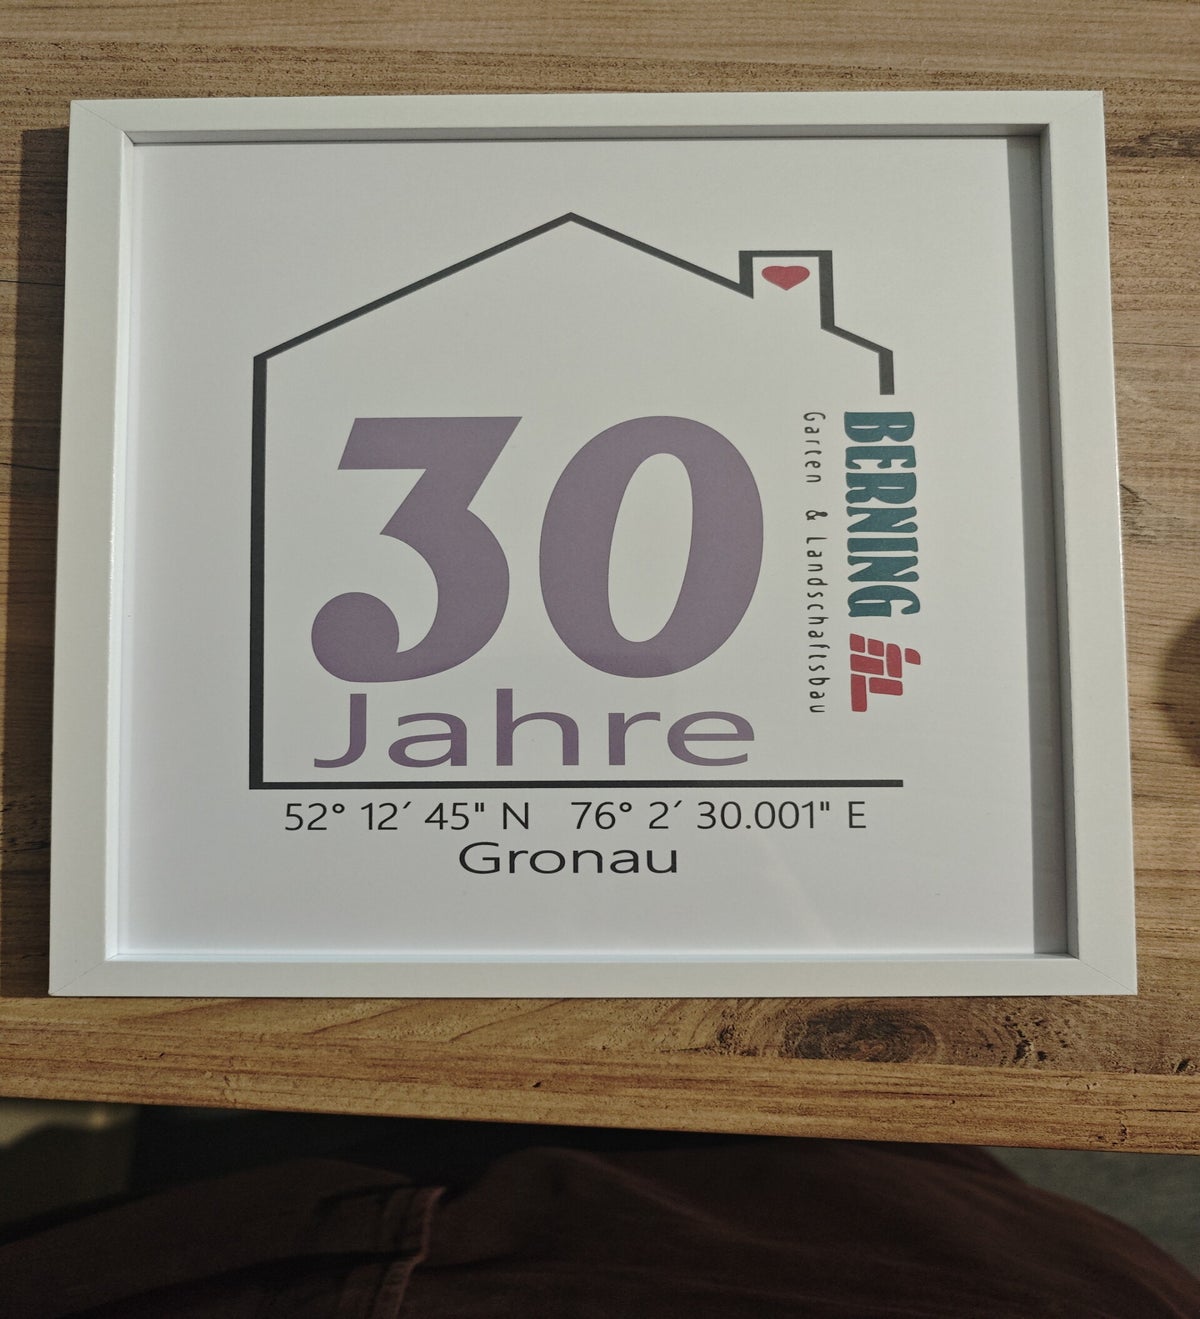 30
Jahre
BERNING
Garten & Landschaftsbau
52° 12′ 45" N 76° 2′ 30.001" E
Gronau